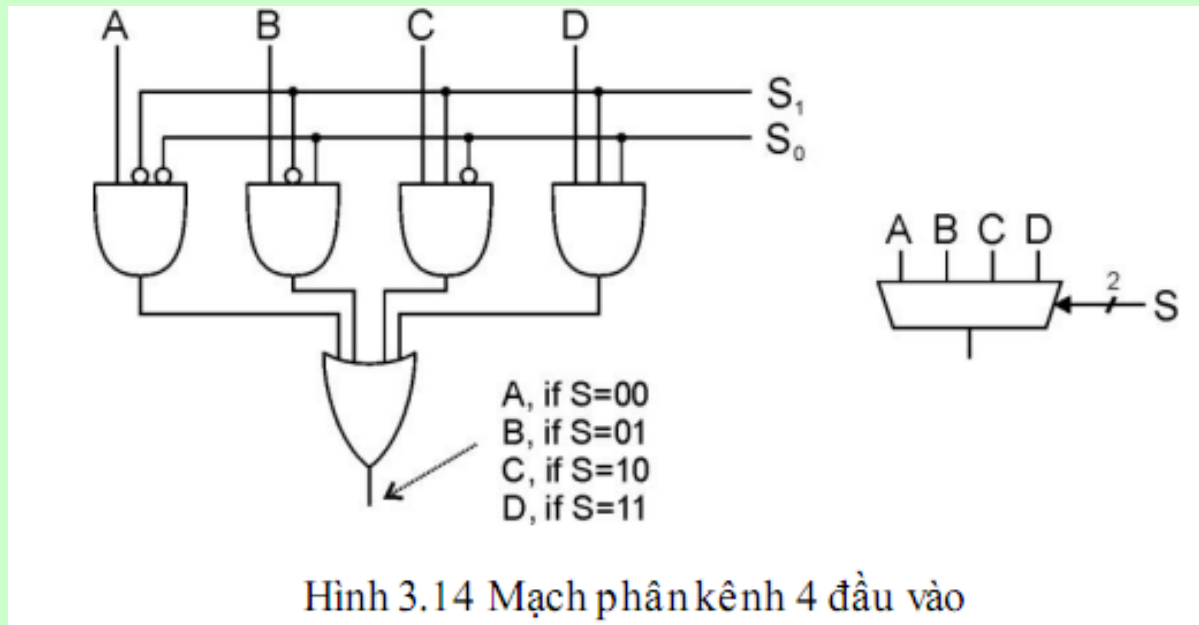 A B C D
S₁
S₀
A B C D
2
S
A, if S=00
B, if S=01
C, if S=10
D, if S=11
Hình 3.14 Mạch phân kênh 4 đầu vào